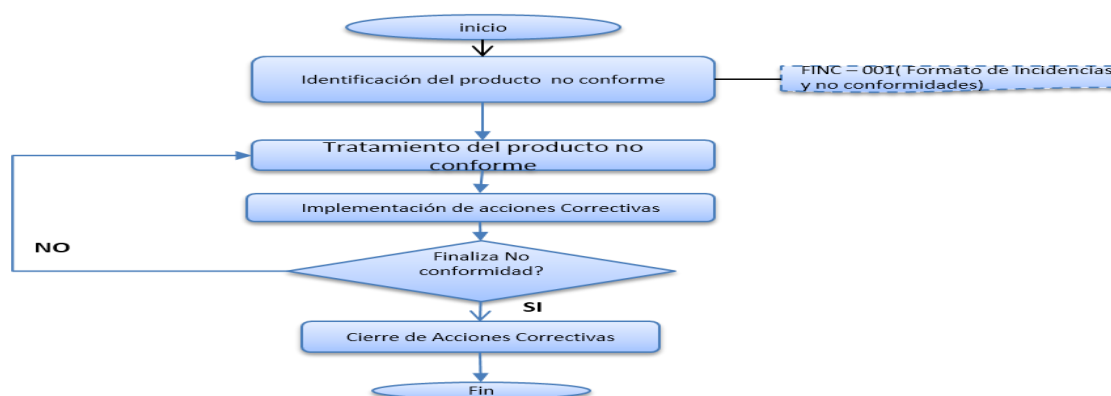 inicio
Identificación del producto no conforme
FINC – 001( Formato de Incidencias
y no conformidades)
Tratamiento del producto no
conforme
Implementación de acciones Correctivas
NO
Finaliza No
conformidad?
SI
Cierre de Acciones Correctivas
Fin